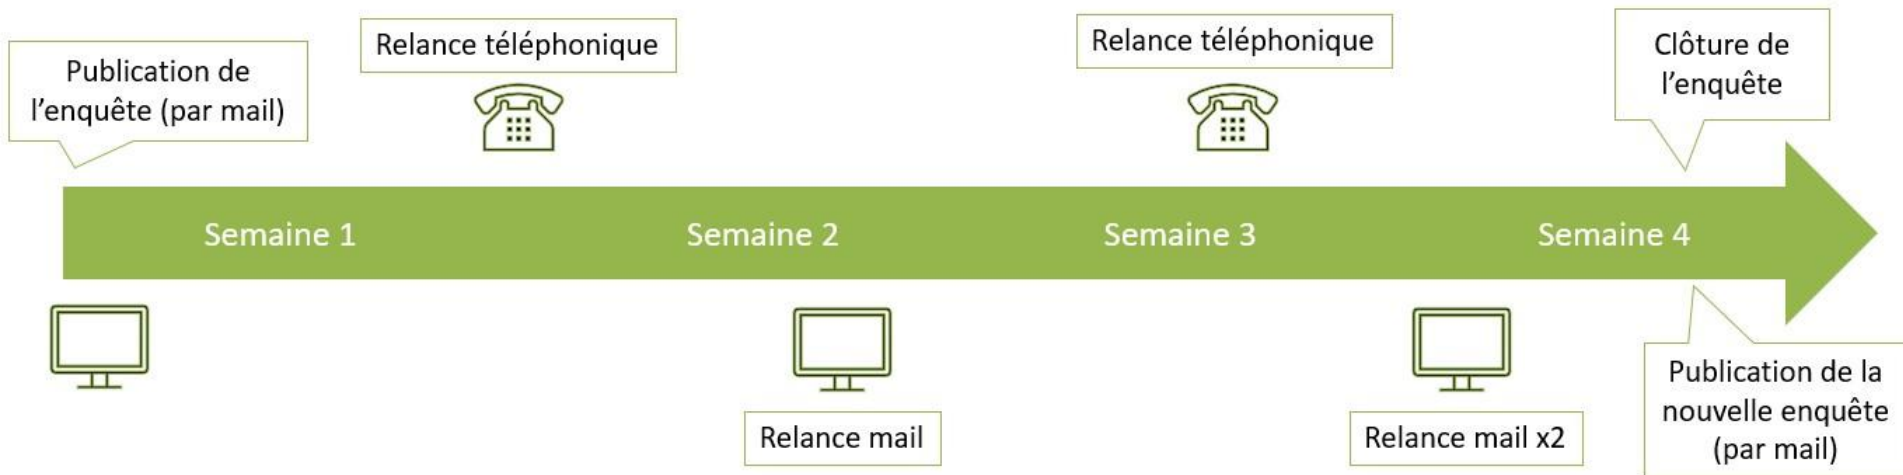 Publication de
l’enquête (par mail)
Relance téléphonique
Relance téléphonique
Clôture de
l’enquête
Semaine 1
Semaine 2
Semaine 3
Semaine 4
Relance mail
Relance mail x2
Publication de la
nouvelle enquête
(par mail)